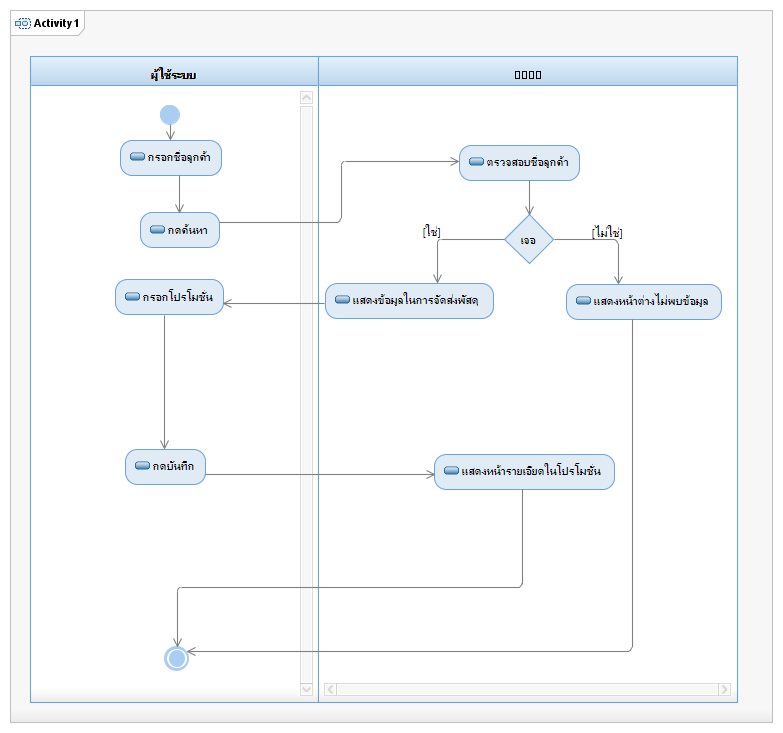 Activity 1
ผู้ใช้ระบบ
กรอกชื่อลูกค้า
ตรวจสอบชื่อลูกค้า
กดค้นหา
[ใช่]
เจอ
[ไม่ใช่]
กรอกโปรโมชั่น
แสดงข้อมูลในการจัดส่งพัสดุ
แสดงหน้าต่างไม่พบข้อมูล
กดบันทึก
แสดงหน้ารายเอียดในโปรโมชั่น